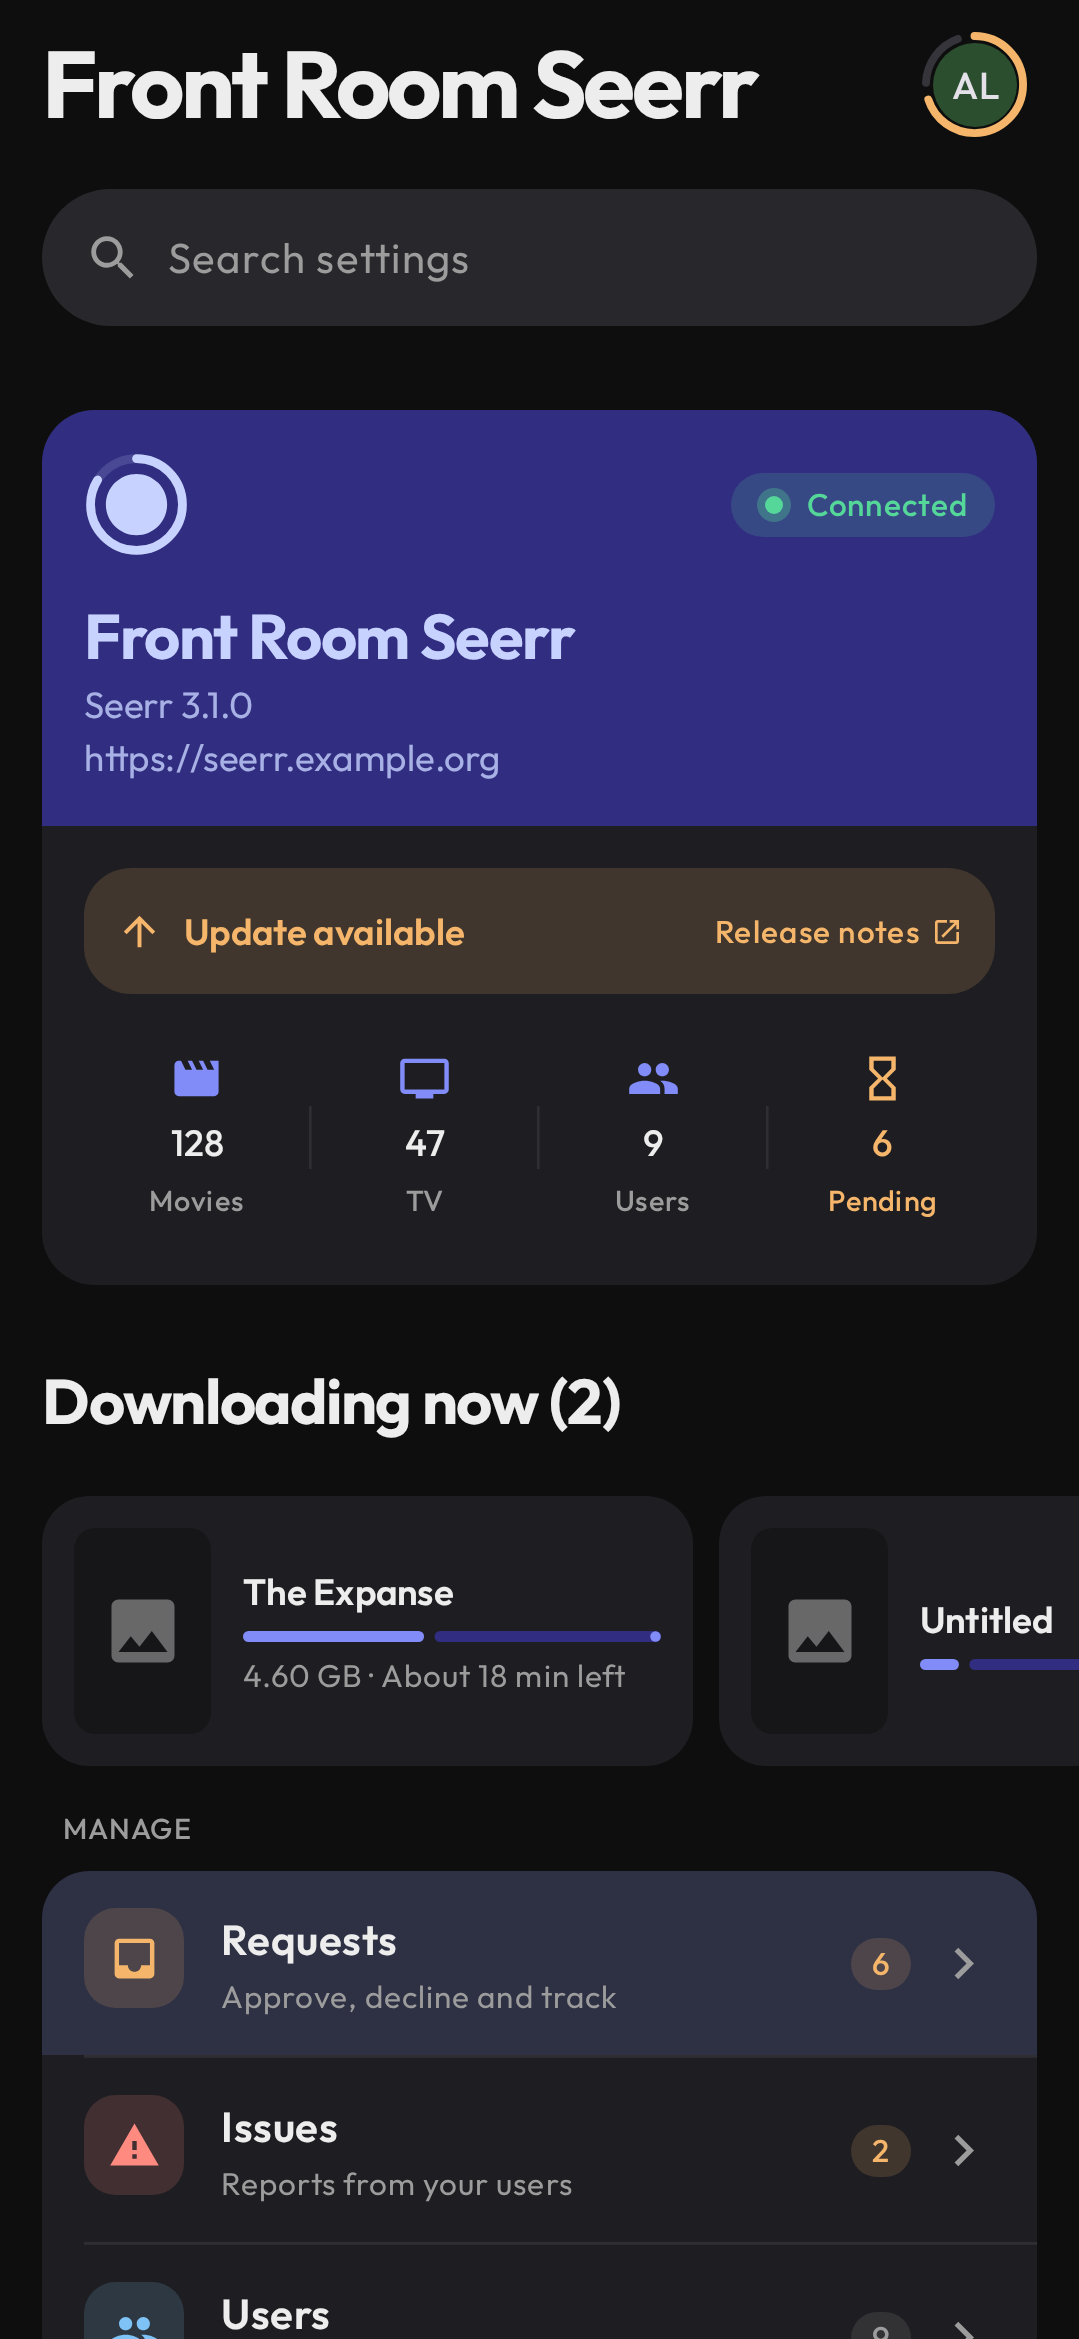 Front Room Seerr
AL
Search settings
Connected
Front Room Seerr
Seerr 3.1.0
https://seerr.example.org
Update available
Release notes
128
47
9
6
Movies
TV
Users
Pending
Downloading now (2)
The Expanse
4.60 GB · About 18 min left
Untitled
MANAGE
Requests
Approve, decline and track
6
Issues
Reports from your users
2
Users